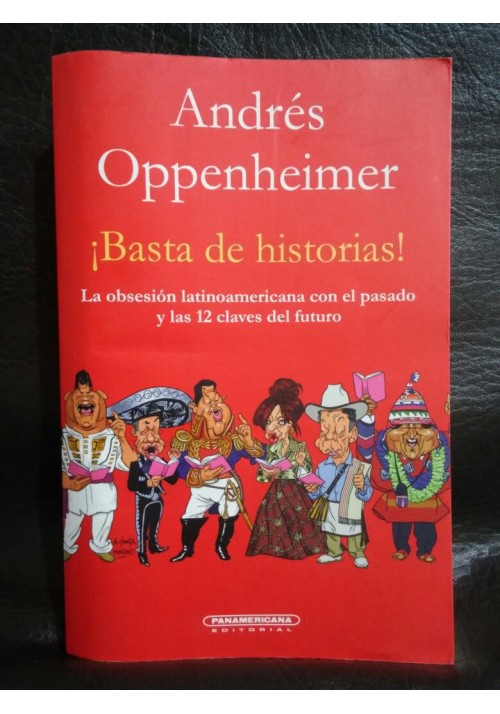 Andrés
Oppenheimer
¡Basta de historias!
La obsesión latinoamericana con el pasado
y las 12 claves del futuro
PANAMERICANA
EDITORIAL